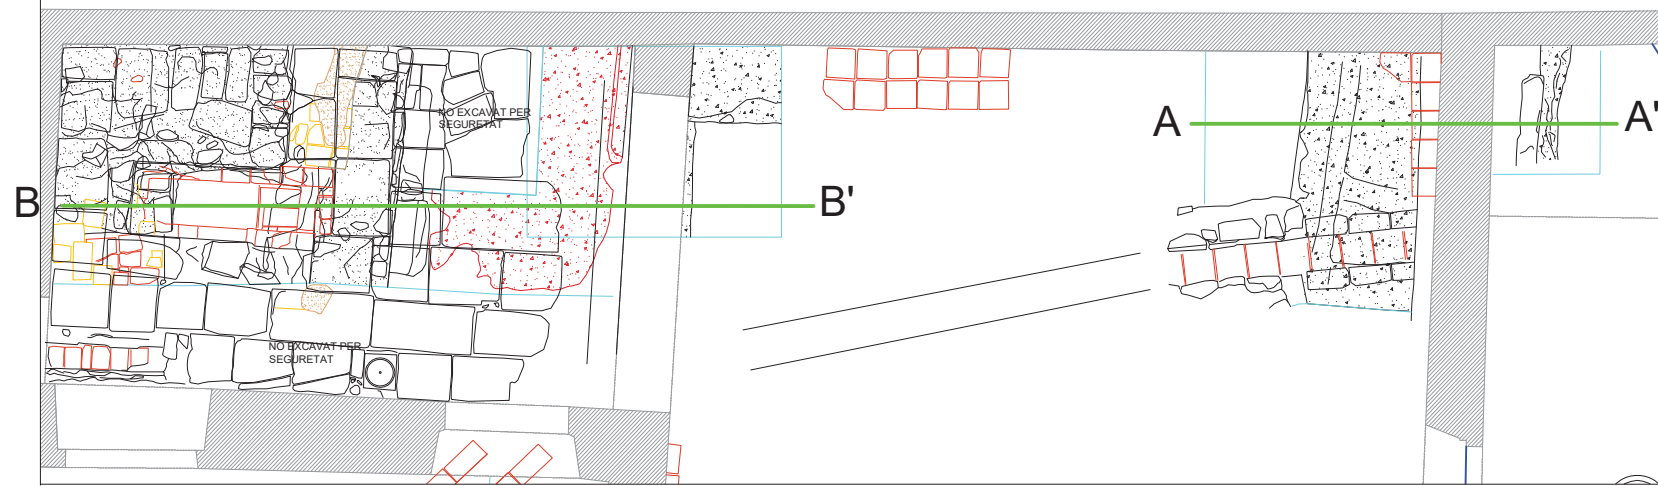 NO EXCAVAT PER
SEGURETAT
A
A'
B
B'
NO EXCAVAT PER
SEGURETAT